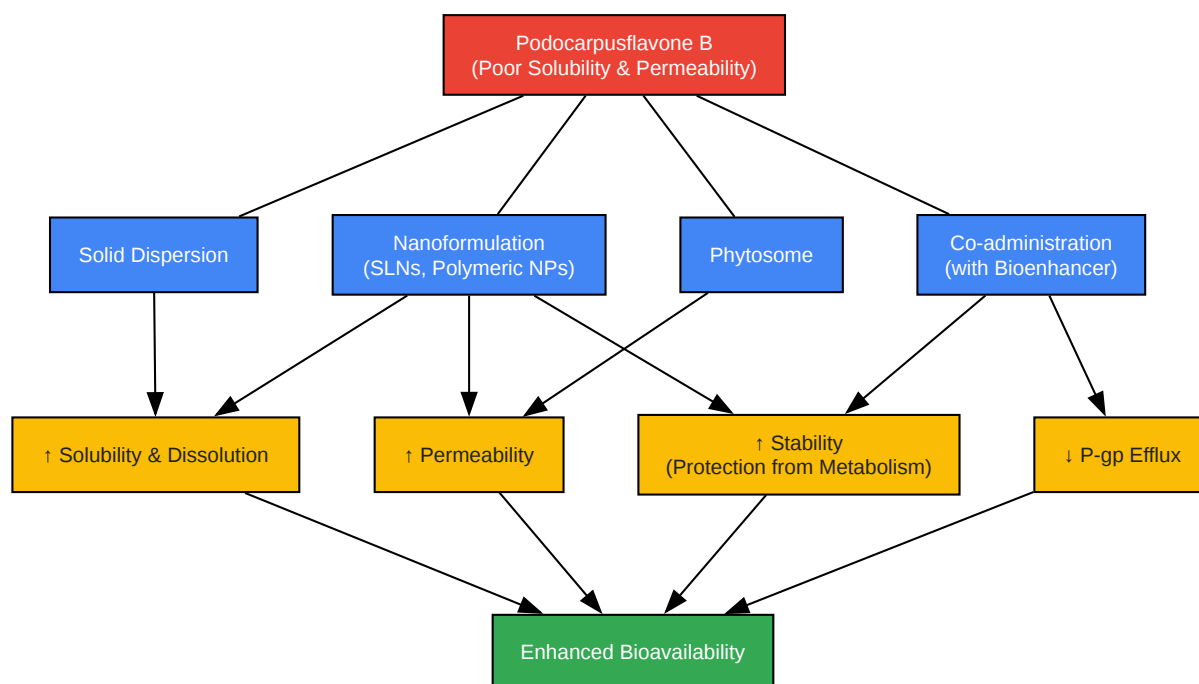 Podocarpusflavone B
(Poor Solubility & Permeability)
Solid Dispersion
Nanoformulation
(SLNs, Polymeric NPs)
Phytosome
Co-administration
(with Bioenhancer)
↑ Solubility & Dissolution
↑ Permeability
↑ Stability
(Protection from Metabolism)
↓ P-gp Efflux
Enhanced Bioavailability